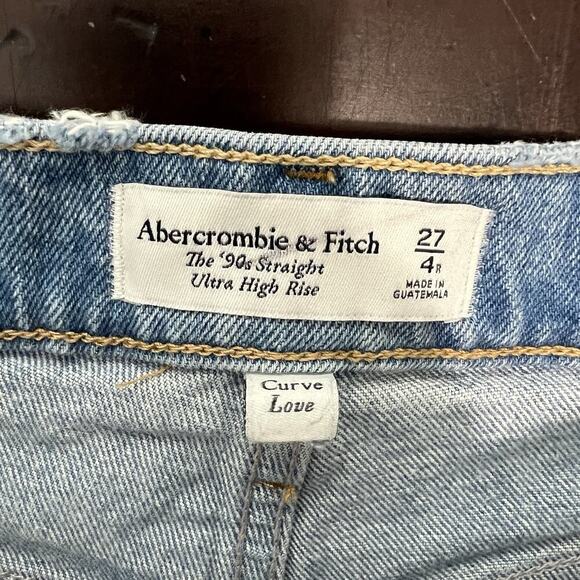 Abercrombie & Fitch
The '90s Straight
Ultra High Rise
27
4R
MADE IN
GUATEMALA
Curve
Love